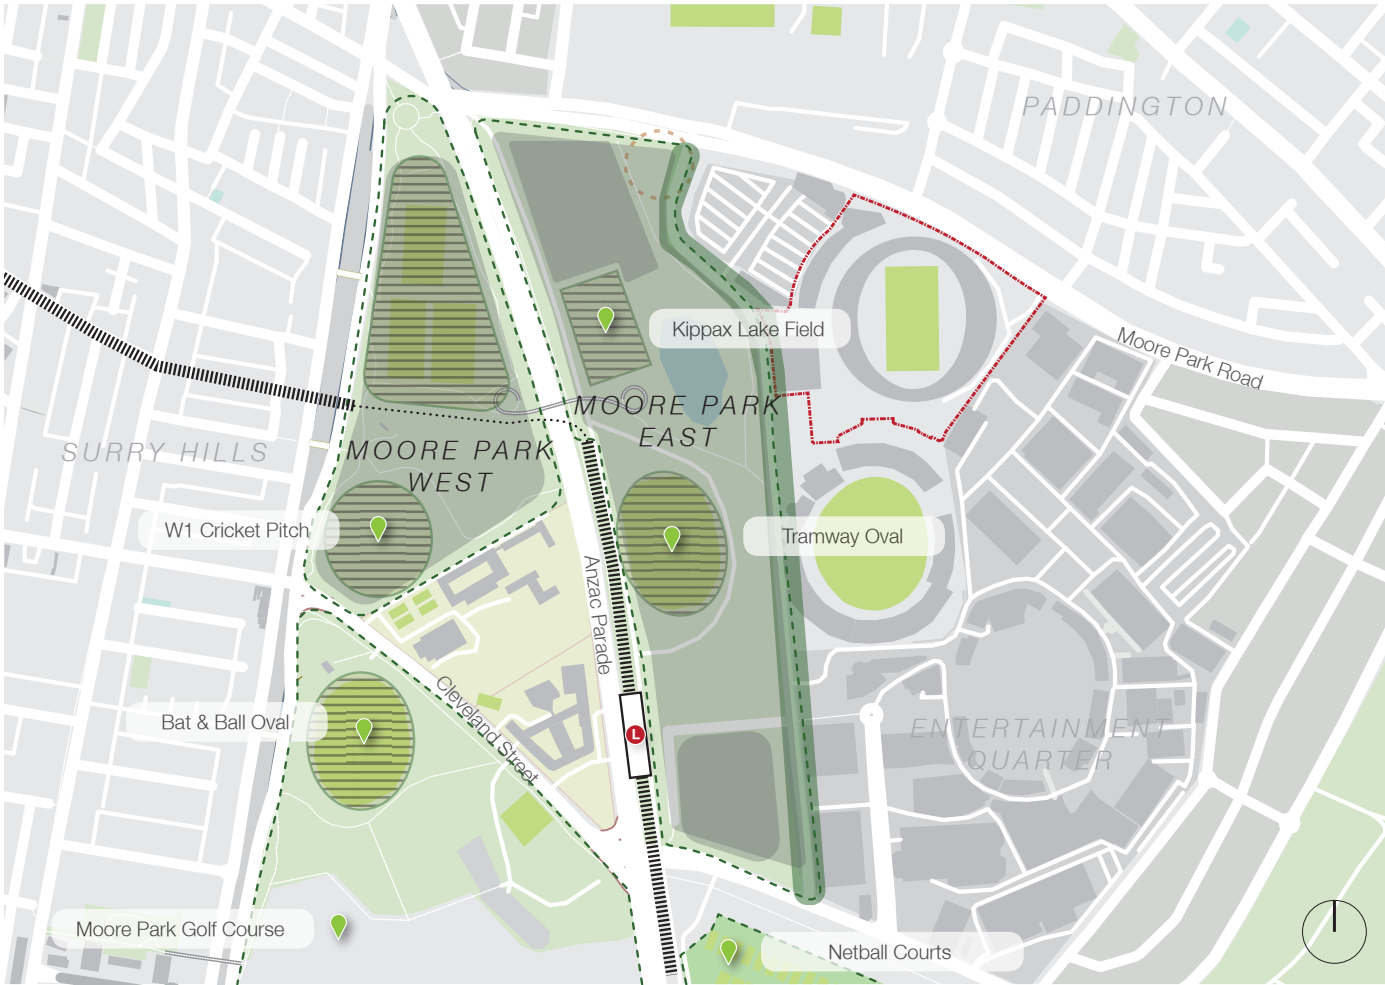 PADDINGTON
Kippax Lake Field
Moore Park Road
MOORE PARK
EAST
SURRY HILLS
MOORE PARK
WEST
W1 Cricket Pitch
Tramway Oval
Anzac Parade
Cleveland Street
Bat & Ball Oval
L
ENTERTAINMENT
QUARTER
Moore Park Golf Course
Netball Courts